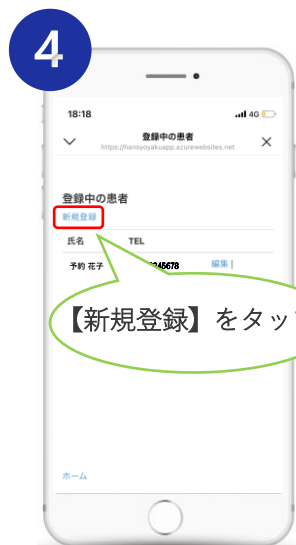 4
18:18
4G
登録中の患者
https://hanoyoyakuapp.azurewebsites.net
登録中の患者
新規登録
氏名 TEL
予約 花子 345678 編集 |
【新規登録】をタッ
ホーム